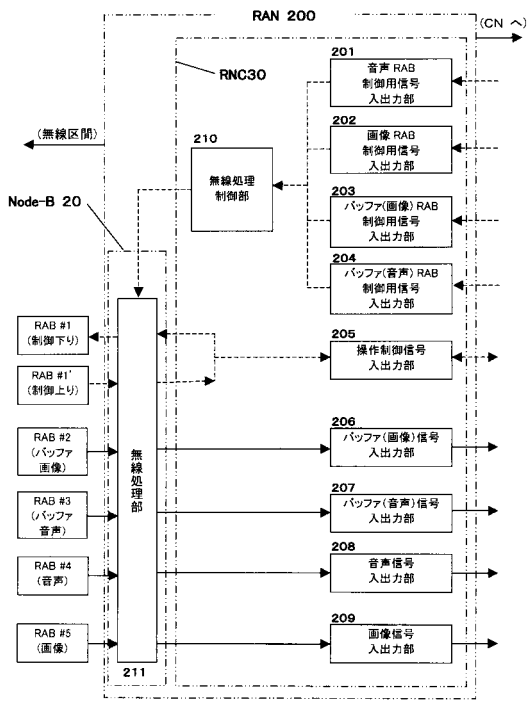 RAN 200
(CN へ)
RNC30
201
音声 RAB
制御用信号
入出力部
202
画像 RAB
制御用信号
入出力部
210
無線処理
制御部
(無線区間)
203
バッファ(画像) RAB
制御用信号
入出力部
Node-B 20
204
バッファ(音声) RAB
制御用信号
入出力部
RAB #1
(制御下り)
205
操作制御信号
入出力部
RAB #1'
(制御上り)
206
バッファ(画像)信号
入出力部
RAB #2
(バッファ
画像)
無線処理部
207
バッファ(音声)信号
入出力部
RAB #3
(バッファ
音声)
208
音声信号
入出力部
RAB #4
(音声)
209
画像信号
入出力部
RAB #5
(画像)
211